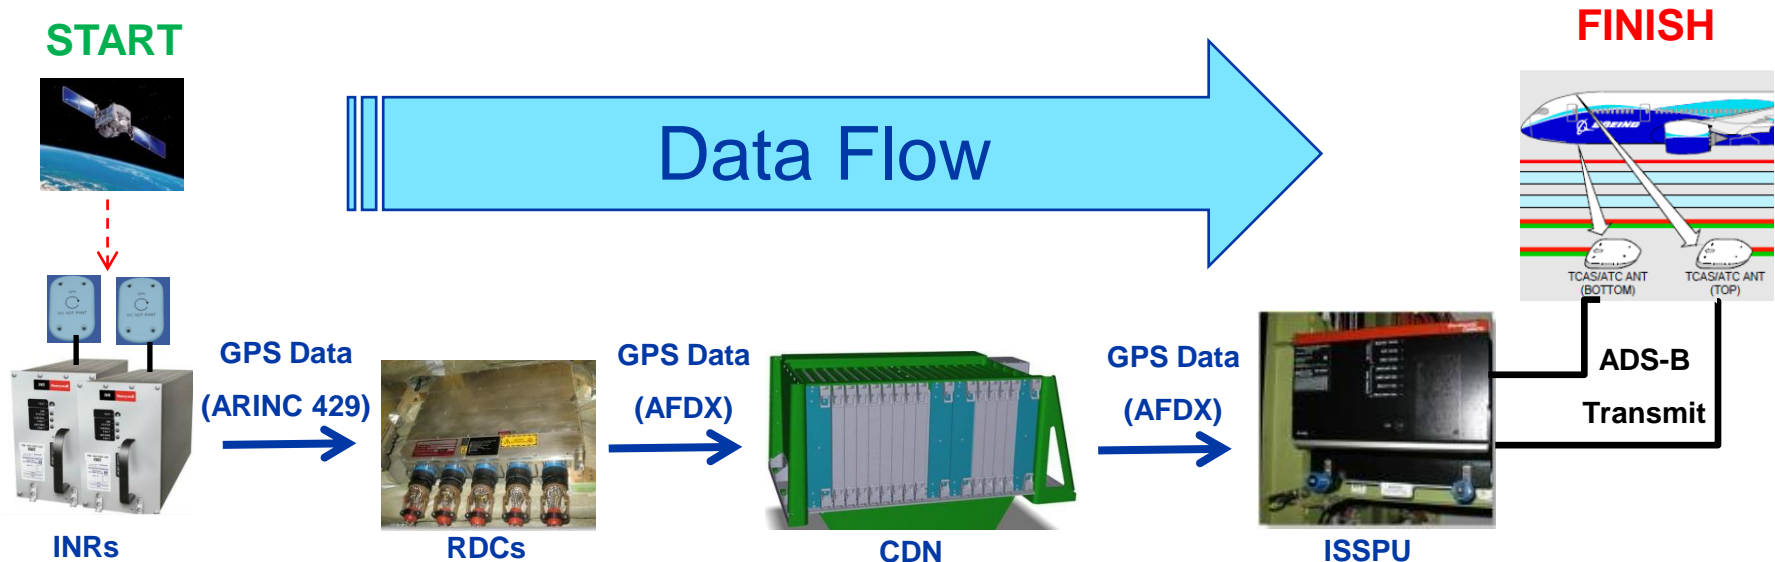 START
FINISH
Data Flow
BOEING
TCAS/ATC ANT
(BOTTOM)
TCAS/ATC ANT
(TOP)
GPS Data
(ARINC 429)
GPS Data
(AFDX)
GPS Data
(AFDX)
ADS-B
Transmit
INRs
RDCs
CDN
ISSPU